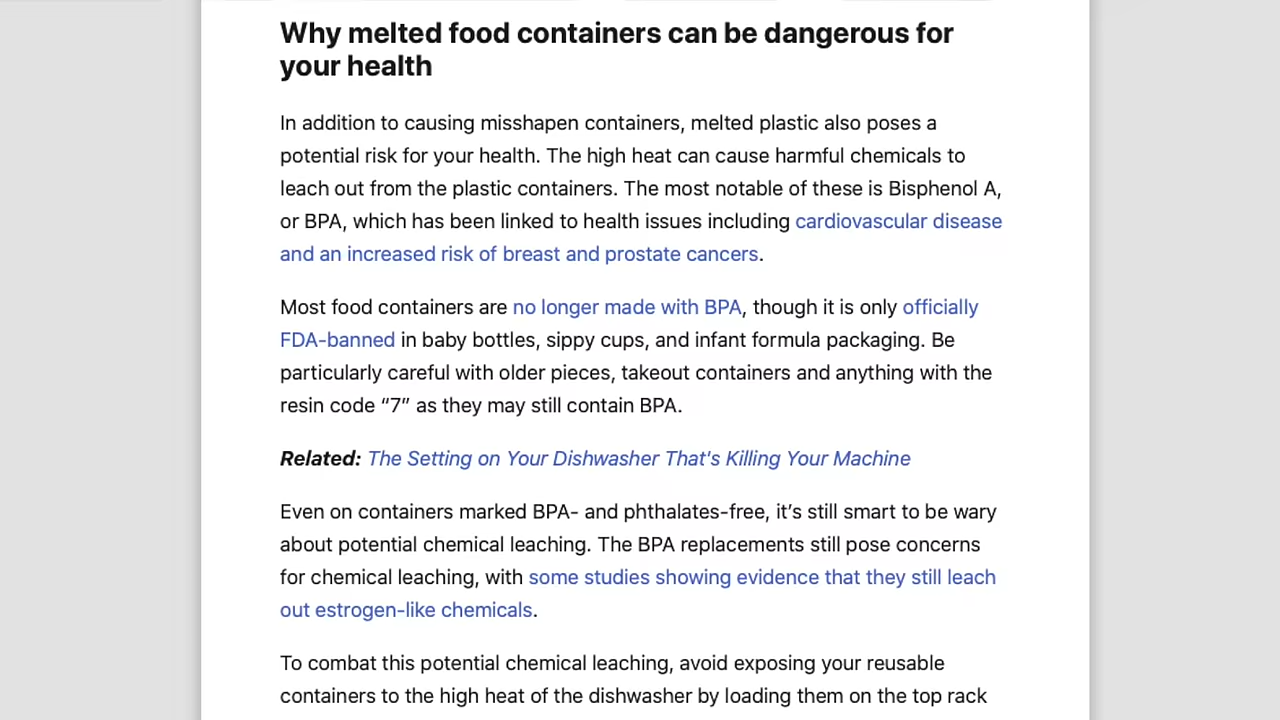 Why melted food containers can be dangerous for
your health
In addition to causing misshapen containers, melted plastic also poses a
potential risk for your health. The high heat can cause harmful chemicals to
leach out from the plastic containers. The most notable of these is Bisphenol A,
or BPA, which has been linked to health issues including cardiovascular disease
and an increased risk of breast and prostate cancers.
Most food containers are no longer made with BPA, though it is only officially
FDA-banned in baby bottles, sippy cups, and infant formula packaging. Be
particularly careful with older pieces, takeout containers and anything with the
resin code “7” as they may still contain BPA.
Related: The Setting on Your Dishwasher That's Killing Your Machine
Even on containers marked BPA- and phthalates-free, it’s still smart to be wary
about potential chemical leaching. The BPA replacements still pose concerns
for chemical leaching, with some studies showing evidence that they still leach
out estrogen-like chemicals.
To combat this potential chemical leaching, avoid exposing your reusable
containers to the high heat of the dishwasher by loading them on the top rack